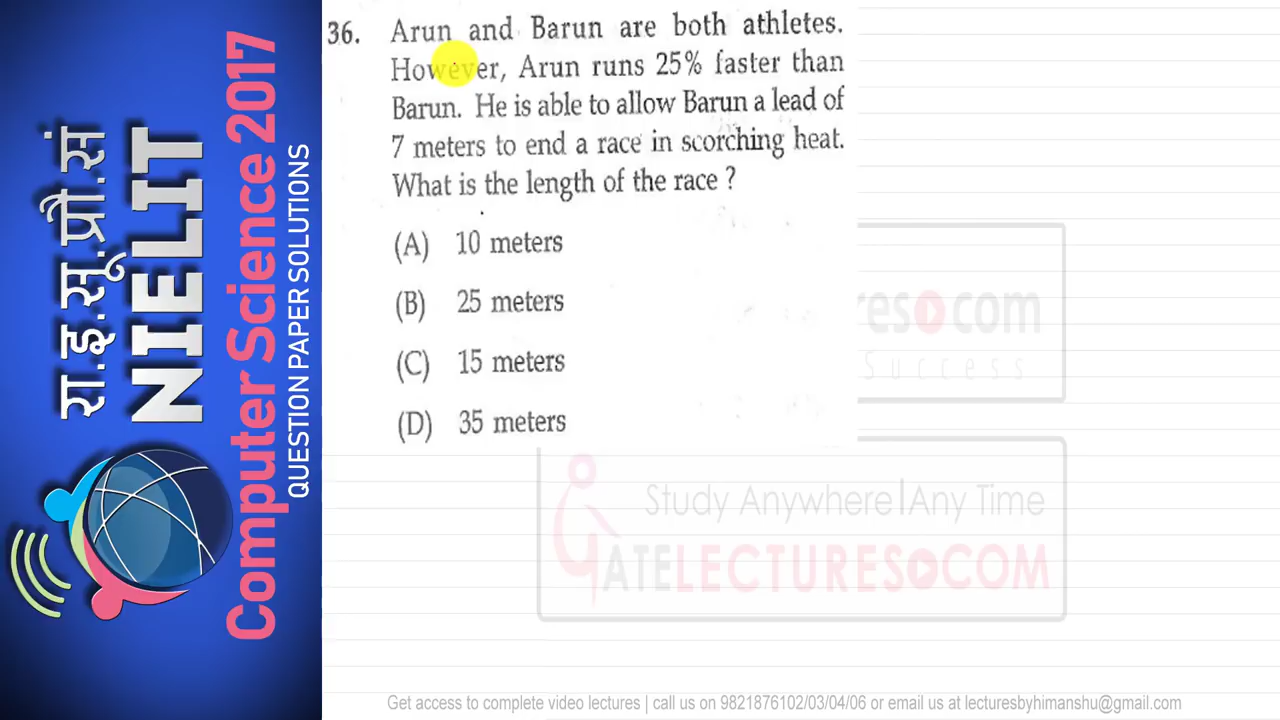 रा.इ.सू.प्रौ.सं
NIELIT
Computer Science 2017
QUESTION PAPER SOLUTIONS
36. Arun and Barun are both athletes.
However, Arun runs 25% faster than
Barun. He is able to allow Barun a lead of
7 meters to end a race in scorching heat.
What is the length of the race ?
(A) 10 meters
(B) 25 meters
(C) 15 meters
(D) 35 meters
ures com
Success
Study Anywhere|Any Time
GATELECTURES.COM
Get access to complete video lectures | call us on 9821876102/03/04/06 or email us at lecturesbyhimanshu@gmail.com